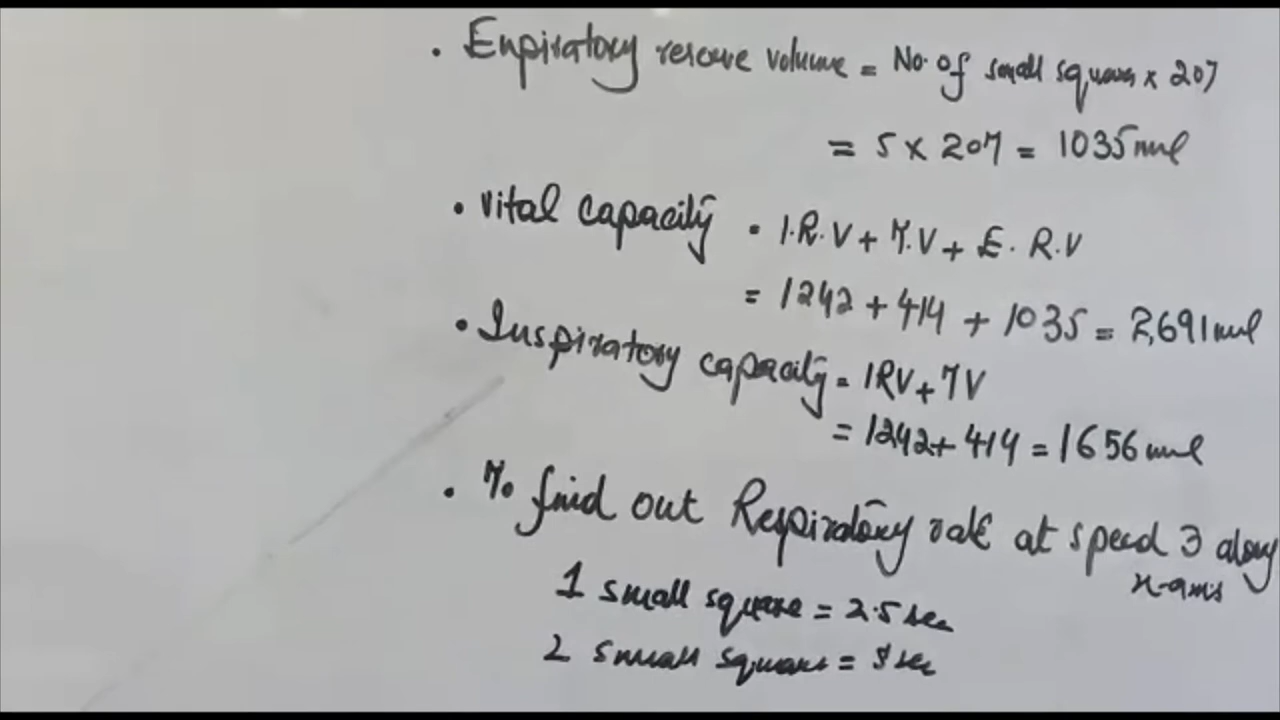 . Expiratory reserve volume = No. of small squares x 207
= 5 x 207 = 1035 ml
. Vital capacity = I.R.V + T.V + E.R.V
= 1242 + 414 + 1035 = 2,691 ml
. Inspiratory capacity = IRV + TV
= 1242 + 414 = 1656 ml
. To find out Respiratory rate at speed 3 along x-axis
1 small square = 2.5 sec
2 small squares = 5 sec